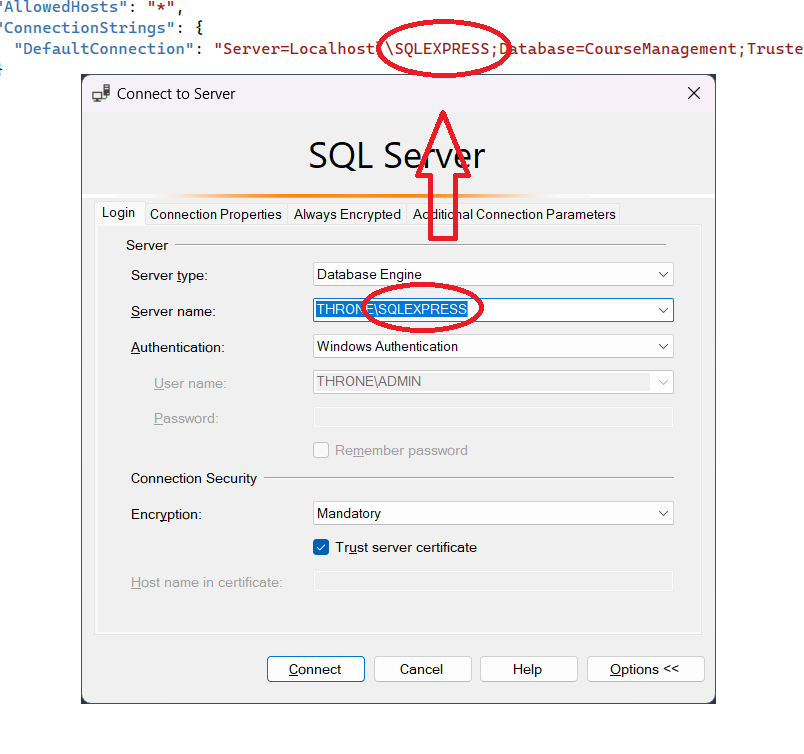 "AllowedHosts": "*",
"ConnectionStrings": {
"DefaultConnection": "Server=Localhost\\SQLEXPRESS;Database=CourseManagement;Truste
}
Connect to Server
SQL Server
Login Connection Properties Always Encrypted Additional Connection Parameters
Server
Server type: Database Engine
Server name: THRONE\SQLEXPRESS
Authentication: Windows Authentication
User name: THRONE\ADMIN
Password:
Remember password
Connection Security
Encryption: Mandatory
Trust server certificate
Host name in certificate:
Connect Cancel Help Options <<